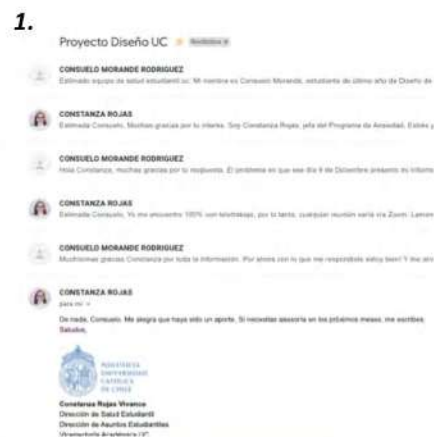 1.
Proyecto Diseño UC
CONSUELO MORANDE RODRIGUEZ
Estimado equipo de salud estudiantil uc: Mi nombre es Consuelo Morandé, estudiante de último año de Diseño de
CONSTANZA ROJAS
Estimada Consuelo, Muchas gracias por tu interés. Soy Constanza Rojas, jefa del Programa de Ansiedad, Estrés
CONSUELO MORANDE RODRIGUEZ
Hola Constanza, muchas gracias por tu respuesta. El problema es que ese día 9 de Diciembre presento mi informe
CONSTANZA ROJAS
Estimada Consuelo, Yo me encuentro 100% con teletrabajo, por lo tanto, cualquier reunión sería vía Zoom.
CONSUELO MORANDE RODRIGUEZ
Muchísimas gracias Constanza por toda la información. Por ahora con lo que me respondiste estoy bien! Y me
CONSTANZA ROJAS
para mí
De nada, Consuelo. Me alegra que haya sido un aporte. Si necesitas asesoría en los próximos meses, me escribes.
Saludos,
PONTIFICIA
UNIVERSIDAD
CATÓLICA
DE CHILE
Constanza Rojas Vivanco
Dirección de Salud Estudiantil
Dirección de Asuntos Estudiantiles
Vicerrectoría Académica UC